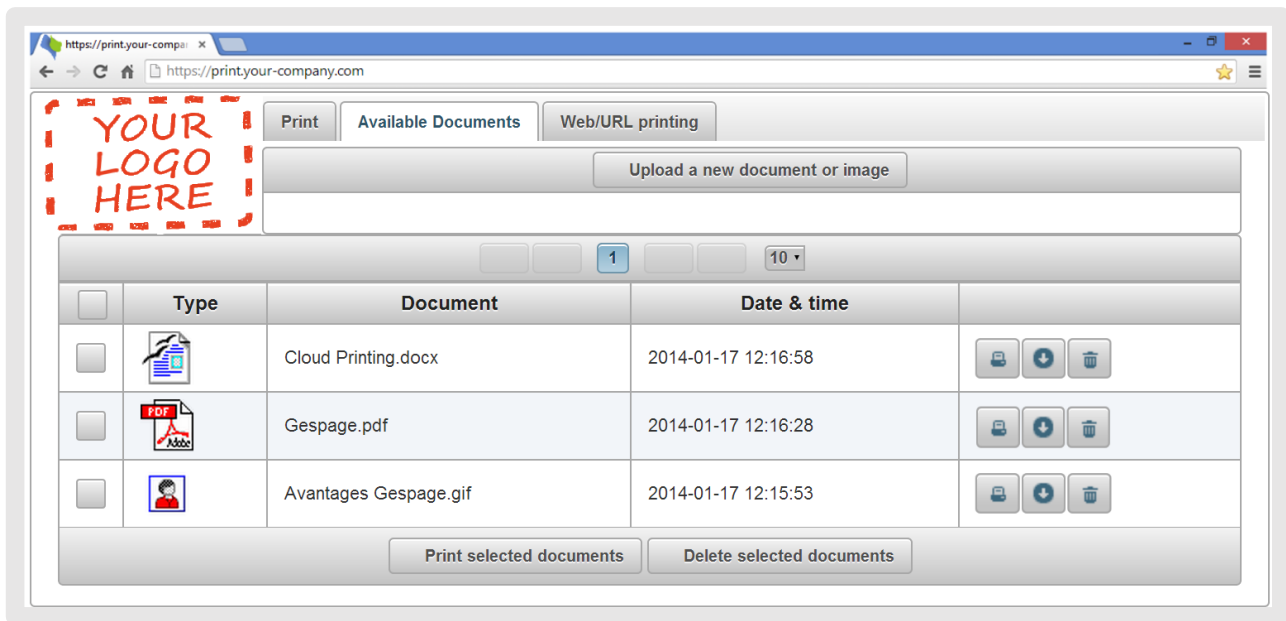 https://print.your-compa
https://print.your-company.com
YOUR
LOGO
HERE
Print
Available Documents
Web/URL printing
Upload a new document or image
1
10
Type
Document
Date & time
Cloud Printing.docx
2014-01-17 12:16:58
PDF
Adobe
Gespage.pdf
2014-01-17 12:16:28
Avantages Gespage.gif
2014-01-17 12:15:53
Print selected documents
Delete selected documents